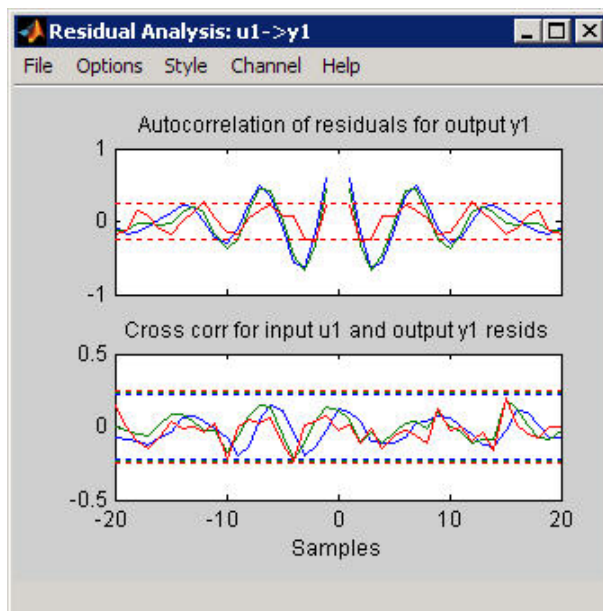 Residual Analysis: u1->y1
File Options Style Channel Help
Autocorrelation of residuals for output y1
1
0
-1
Cross corr for input u1 and output y1 resids
0.5
0
-0.5
-20 -10 0 10 20
Samples